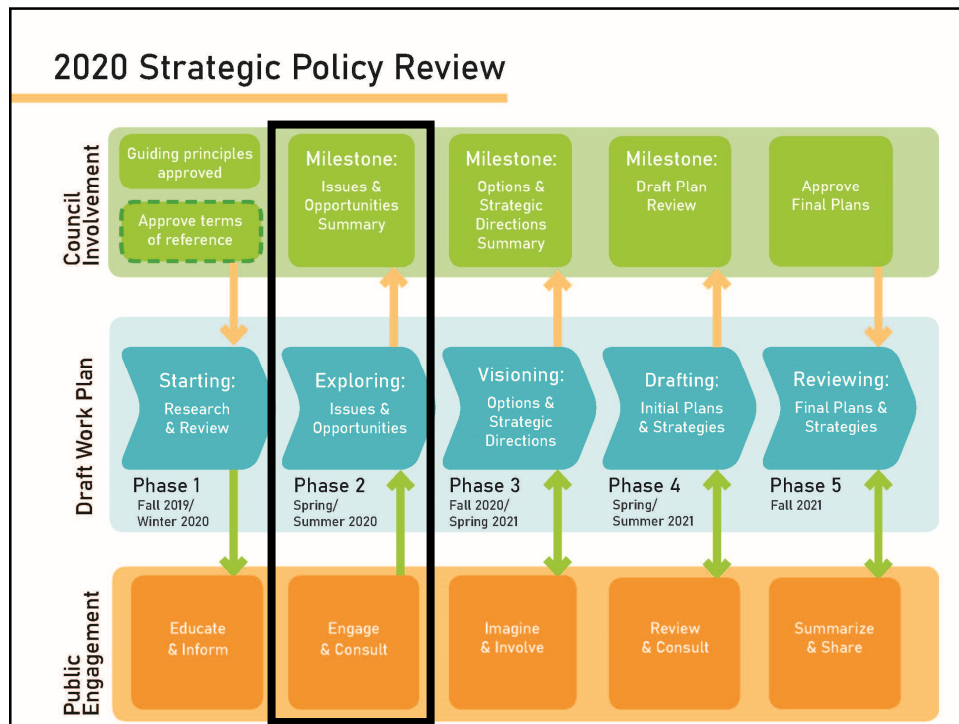 2020 Strategic Policy Review
Council
Involvement
Guiding principles
approved
Approve terms
of reference
Milestone:
Issues &
Opportunities
Summary
Milestone:
Options &
Strategic
Directions
Summary
Milestone:
Draft Plan
Review
Approve
Final Plans
Draft Work Plan
Starting:
Research
& Review
Exploring:
Issues &
Opportunities
Visioning:
Options &
Strategic
Directions
Drafting:
Initial Plans
& Strategies
Reviewing:
Final Plans &
Strategies
Phase 1
Fall 2019/
Winter 2020
Phase 2
Spring/
Summer 2020
Phase 3
Fall 2020/
Spring 2021
Phase 4
Spring/
Summer 2021
Phase 5
Fall 2021
Public
Engagement
Educate
& Inform
Engage
& Consult
Imagine
& Involve
Review
& Consult
Summarize
& Share